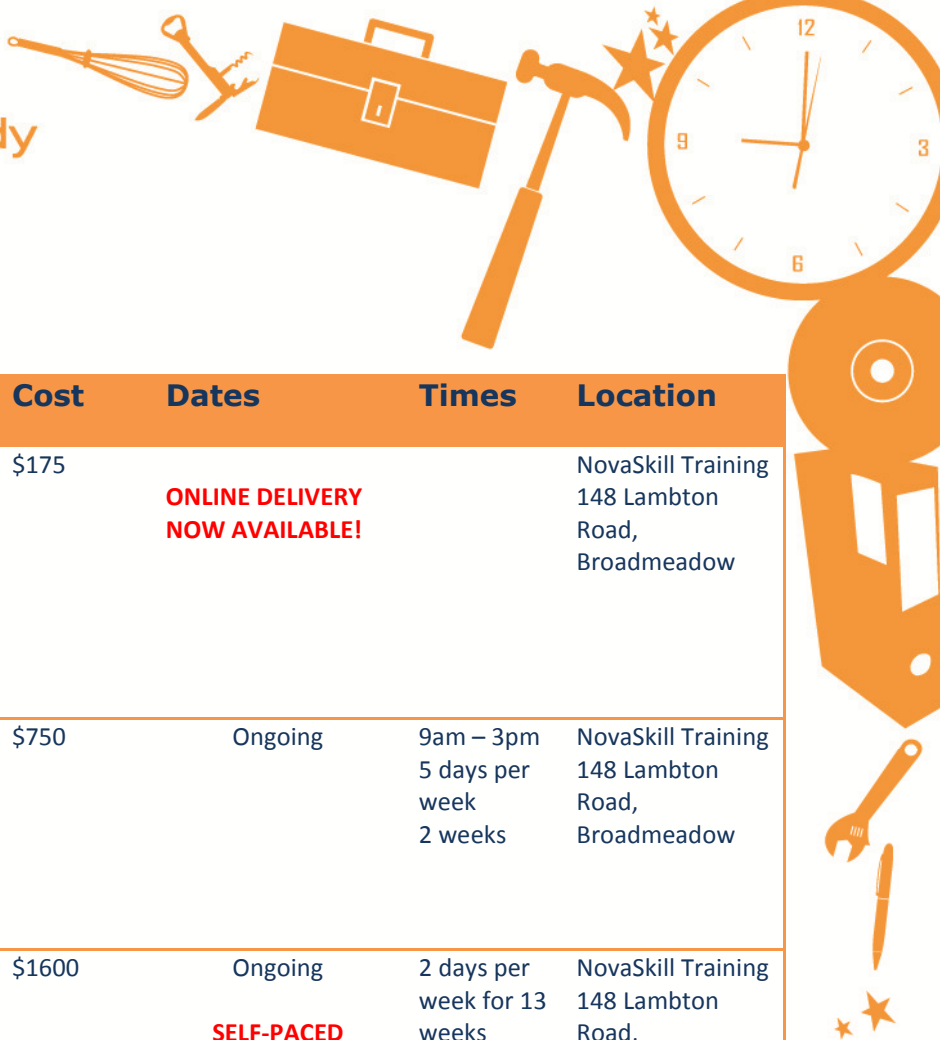 12
9
3
6
Cost Dates Times Location
$175 NovaSkill Training
ONLINE DELIVERY 148 Lambton
NOW AVAILABLE! Road,
Broadmeadow
$750 Ongoing 9am – 3pm NovaSkill Training
5 days per 148 Lambton
week Road,
2 weeks Broadmeadow
$1600 Ongoing 2 days per NovaSkill Training
week for 13 148 Lambton
SELF-PACED weeks Road,